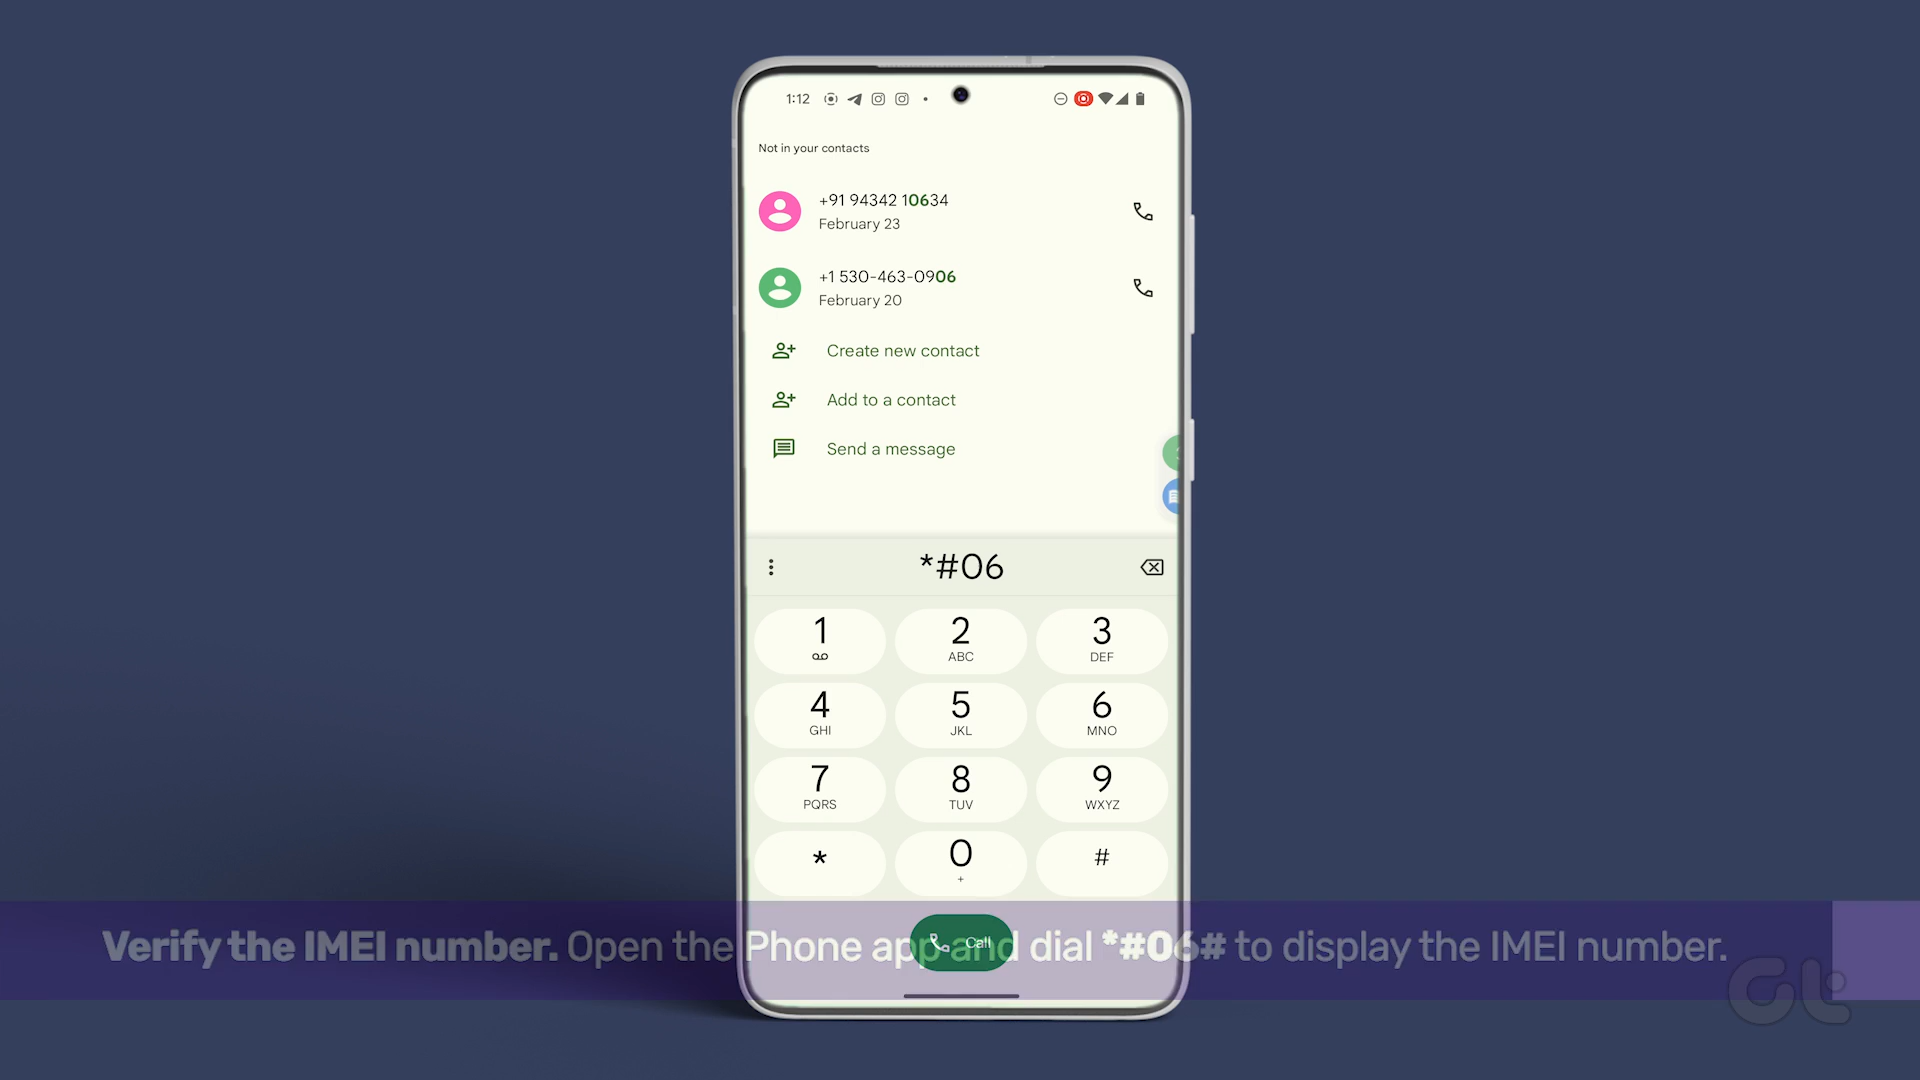 1:12
Not in your contacts
+91 94342 10634
February 23
+1 530-463-0906
February 20
Create new contact
Add to a contact
Send a message
*#06
1 2 ABC 3 DEF
4 GHI 5 JKL 6 MNO
7 PQRS 8 TUV 9 WXYZ
* 0 + #
Call
Verify the IMEI number. Open the Phone app and dial *#06# to display the IMEI number.
Gt